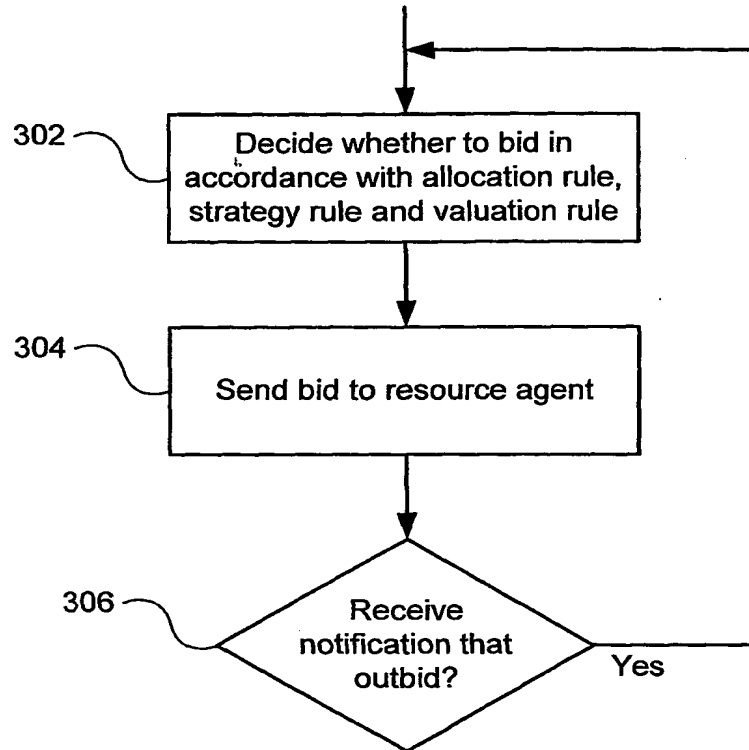 302
Decide whether to bid in
accordance with allocation rule,
strategy rule and valuation rule
304
Send bid to resource agent
306
Receive
notification that
outbid?
Yes